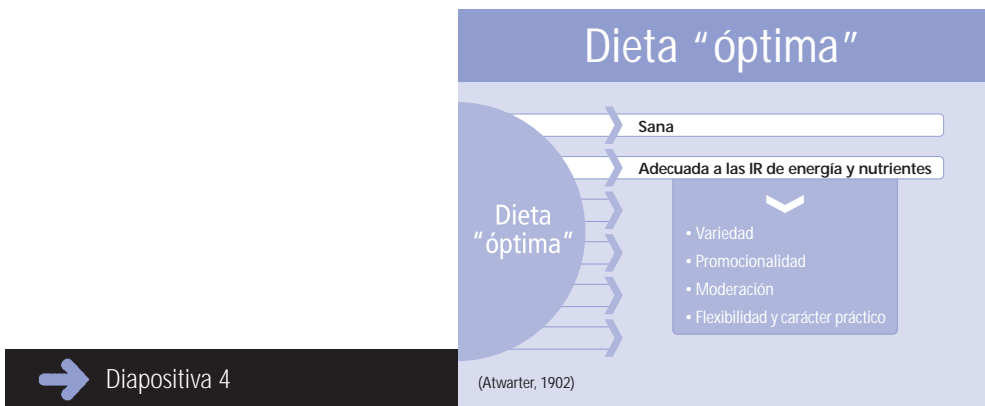 Dieta “óptima”
Sana
Adecuada a las IR de energía y nutrientes
Dieta
“óptima”
• Variedad
• Promocionalidad
• Moderación
• Flexibilidad y carácter práctico
(Atwarter, 1902)
Diapositiva 4